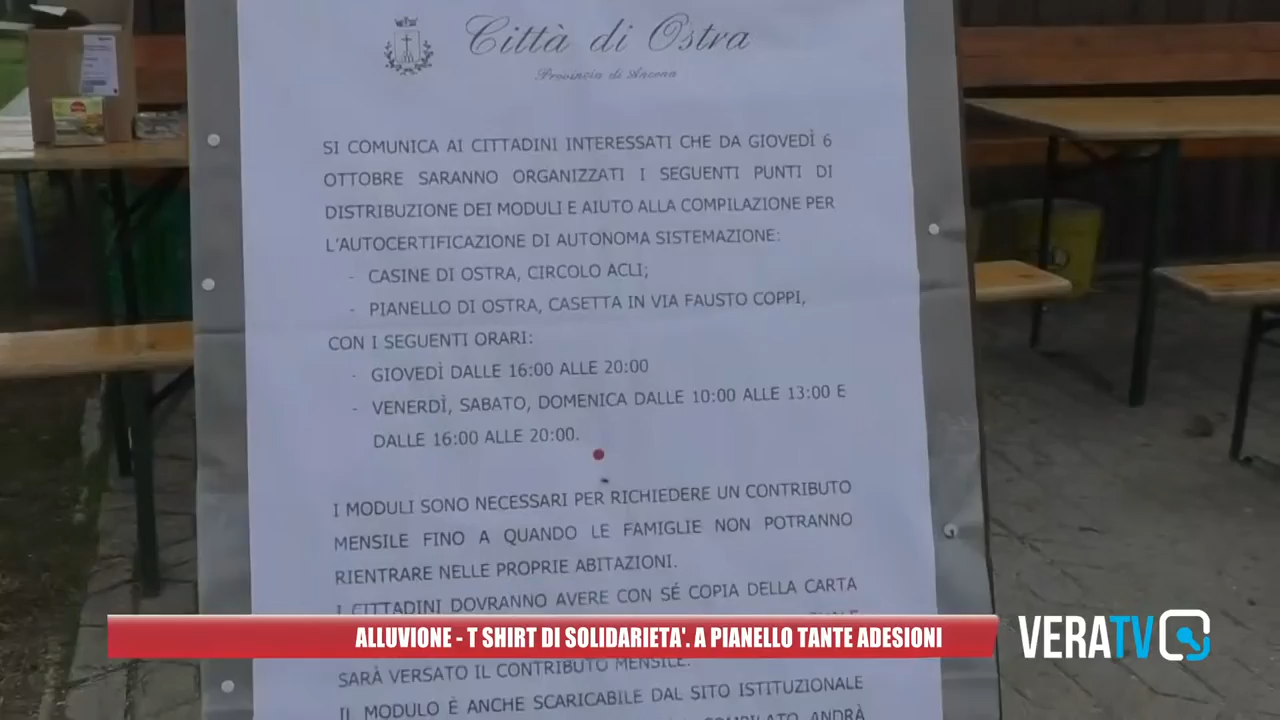 Città di Ostra
Provincia di Ancona
SI COMUNICA AI CITTADINI INTERESSATI CHE DA GIOVEDÌ 6
OTTOBRE SARANNO ORGANIZZATI I SEGUENTI PUNTI DI
DISTRIBUZIONE DEI MODULI E AIUTO ALLA COMPILAZIONE PER
L'AUTOCERTIFICAZIONE DI AUTONOMA SISTEMAZIONE:
- CASINE DI OSTRA, CIRCOLO ACLI;
- PIANELLO DI OSTRA, CASETTA IN VIA FAUSTO COPPI,
CON I SEGUENTI ORARI:
- GIOVEDÌ DALLE 16:00 ALLE 20:00
- VENERDÌ, SABATO, DOMENICA DALLE 10:00 ALLE 13:00 E
DALLE 16:00 ALLE 20:00.
I MODULI SONO NECESSARI PER RICHIEDERE UN CONTRIBUTO
MENSILE FINO A QUANDO LE FAMIGLIE NON POTRANNO
RIENTRARE NELLE PROPRIE ABITAZIONI.
I CITTADINI DOVRANNO AVERE CON SÉ COPIA DELLA CARTA
ALLUVIONE - T SHIRT DI SOLIDARIETA'. A PIANELLO TANTE ADESIONI
VERATV
SARÀ VERSATO IL CONTRIBUTO MENSILE.
IL MODULO È ANCHE SCARICABILE DAL SITO ISTITUZIONALE
ANDRÀ